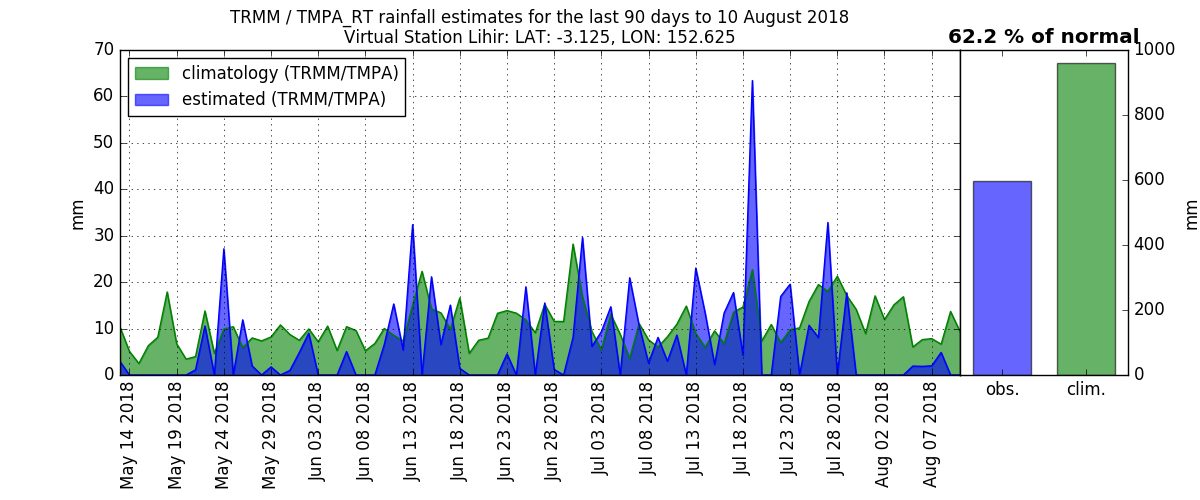 TRMM / TMPA_RT rainfall estimates for the last 90 days to 10 August 2018
Virtual Station Lihir: LAT: -3.125, LON: 152.625
62.2 % of normal
climatology (TRMM/TMPA)
estimated (TRMM/TMPA)
mm
70
60
50
40
30
20
10
0
May 14 2018
May 19 2018
May 24 2018
May 29 2018
Jun 03 2018
Jun 08 2018
Jun 13 2018
Jun 18 2018
Jun 23 2018
Jun 28 2018
Jul 03 2018
Jul 08 2018
Jul 13 2018
Jul 18 2018
Jul 23 2018
Jul 28 2018
Aug 02 2018
Aug 07 2018
obs.
clim.
1000
800
600
400
200
0
mm